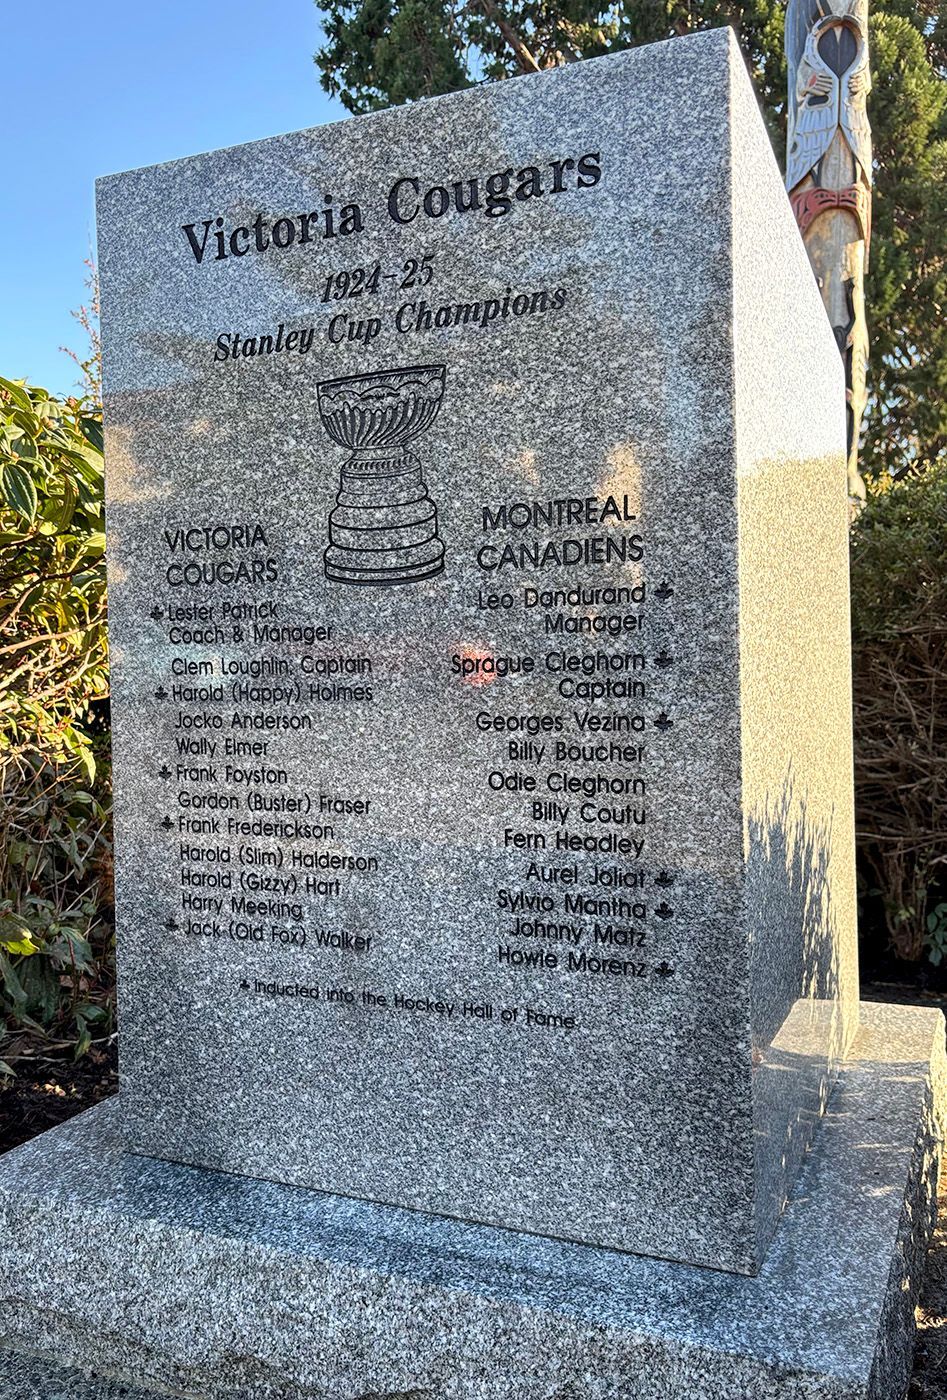 Victoria Cougars
1924-25
Stanley Cup Champions
VICTORIA
COUGARS
Lester Patrick
Coach & Manager
Clem Loughlin, Captain
Harold (Happy) Holmes
Jocko Anderson
Wally Elmer
Frank Foyston
Gordon (Buster) Fraser
Frank Frederickson
Harold (Slim) Halderson
Harold (Gizzy) Hart
Harry Meeking
Jack (Old Fox) Walker
MONTREAL
CANADIENS
Leo Dandurand
Manager
Sprague Cleghorn
Captain
Georges Vezina
Billy Boucher
Odie Cleghorn
Billy Coutu
Fern Headley
Aurel Joliat
Sylvio Mantha
Johnny Matz
Howie Morenz
Inducted into the Hockey Hall of Fame